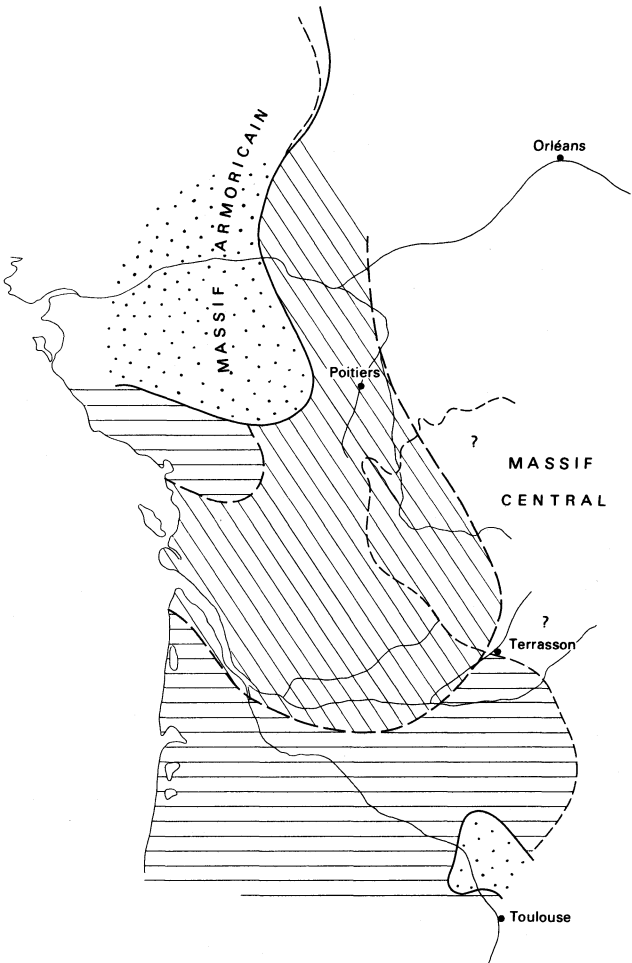 Orléans
MASSIF ARMORICAIN
Poitiers
?
MASSIF
CENTRAL
?
Terrasson
Toulouse